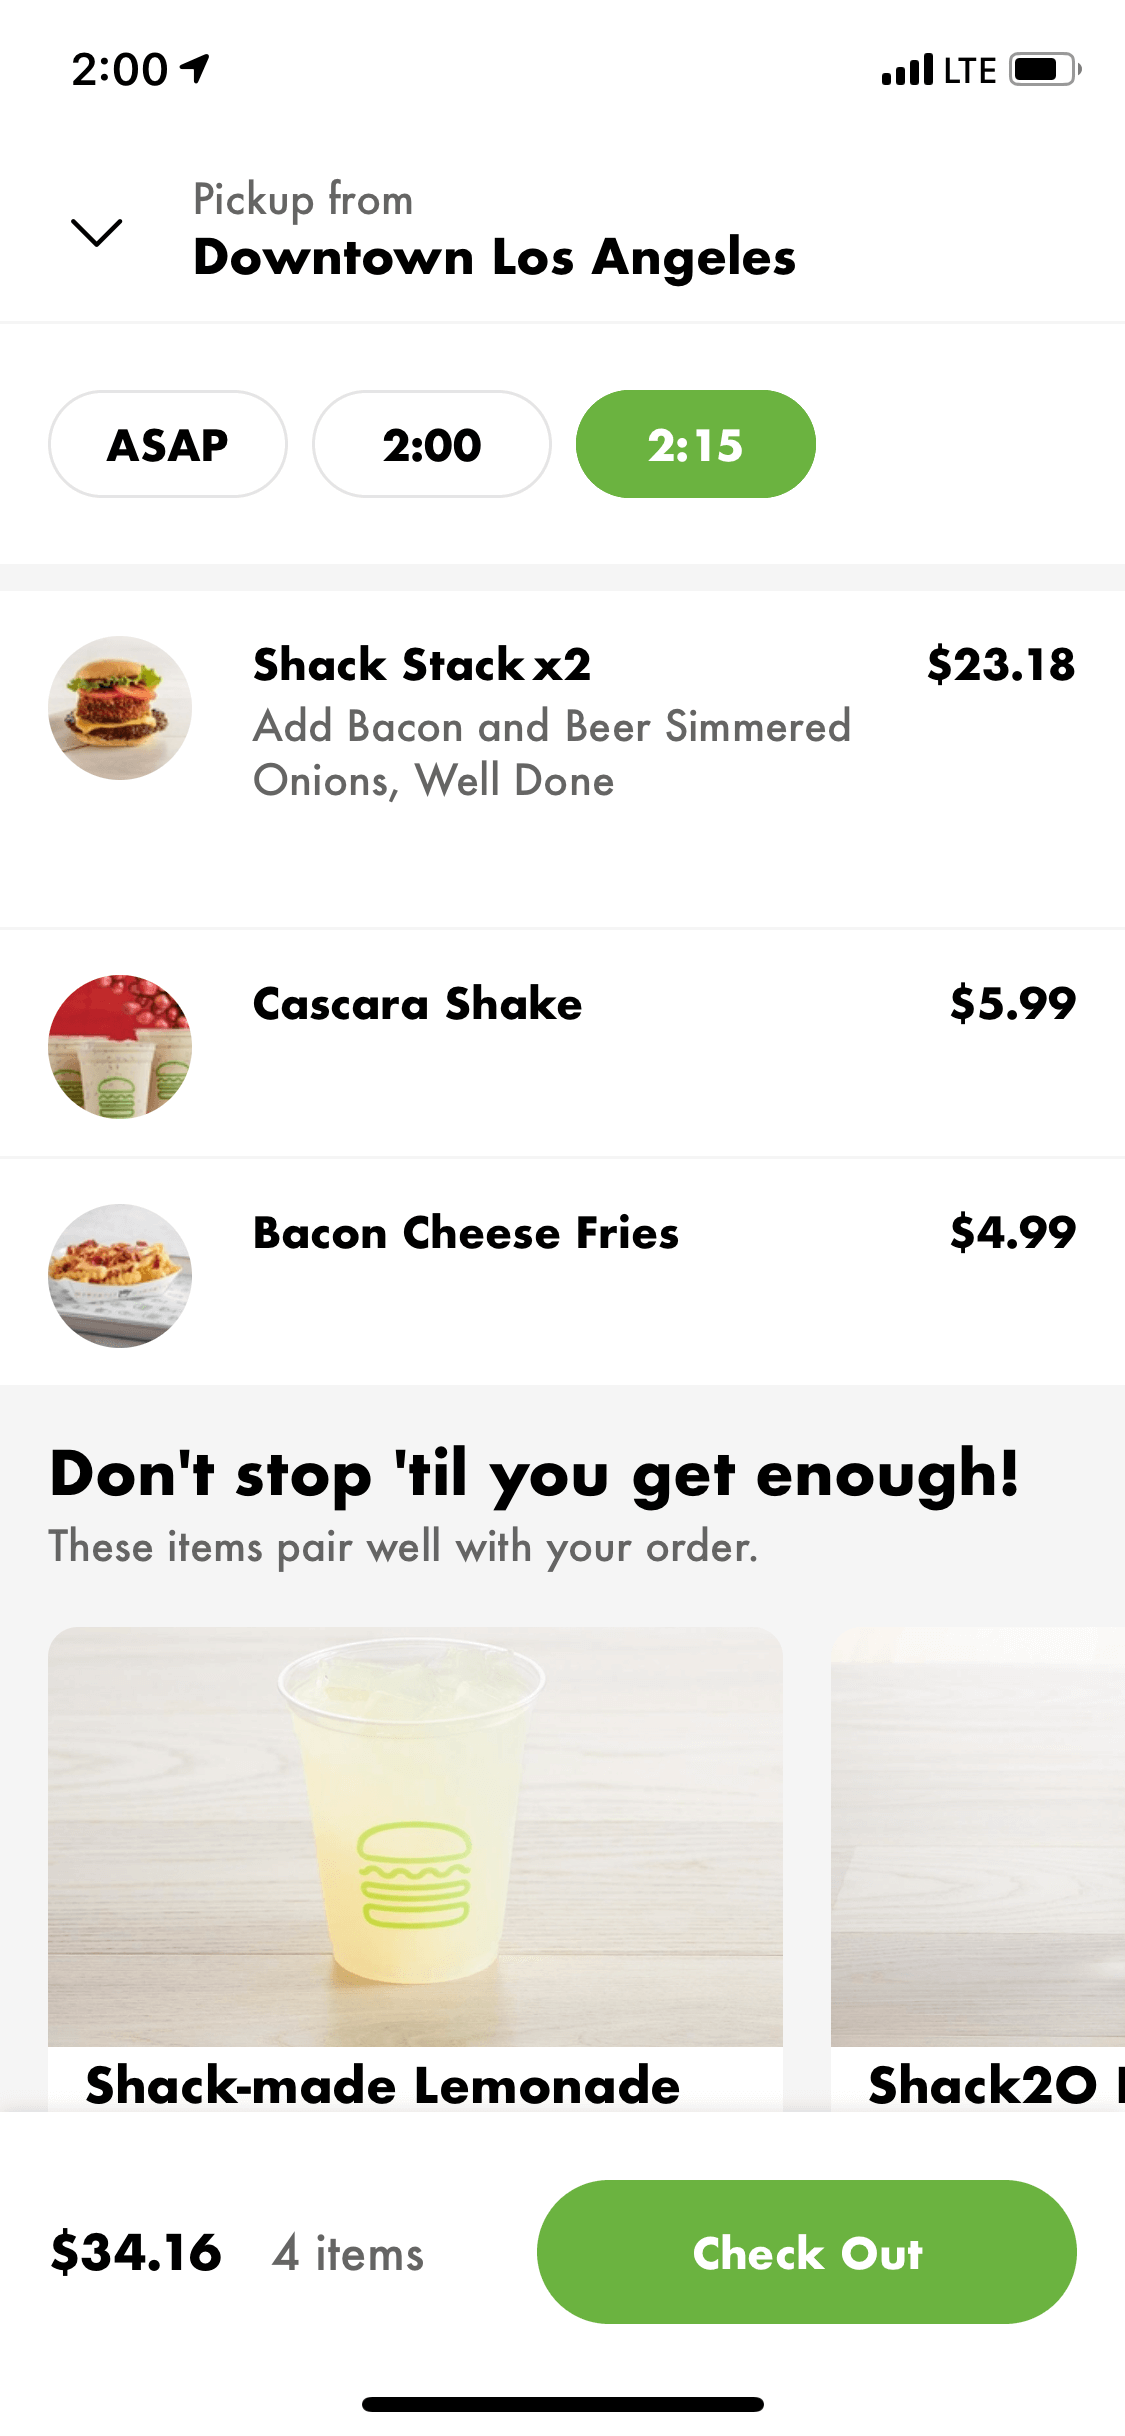 2:00
LTE
Pickup from
Downtown Los Angeles
ASAP
2:00
2:15
Shack Stack x2
$23.18
Add Bacon and Beer Simmered
Onions, Well Done
Cascara Shake
$5.99
Bacon Cheese Fries
$4.99
Don't stop 'til you get enough!
These items pair well with your order.
Shack-made Lemonade
Shack2O
$34.16
4 items
Check Out